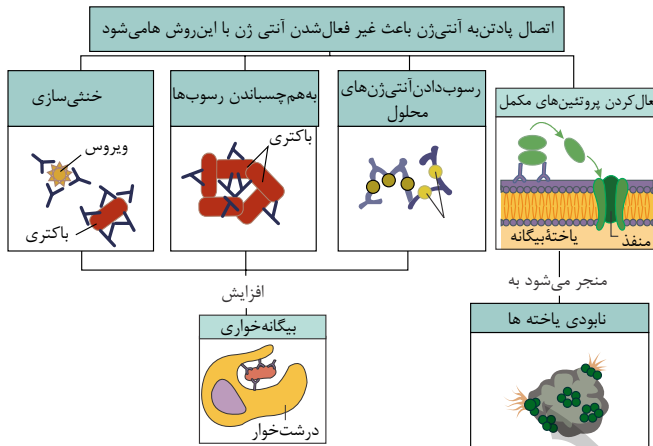 اتصال پادتن‌به آنتی‌ژن باعث غیر فعال‌شدن آنتی ژن با این‌روش هامی‌شود
خنثی‌سازی
ویروس
باکتری
به‌هم‌چسباندن رسوب‌ها
باکتری
رسوب‌دادن‌آنتی‌ژن‌های
محلول
عال‌کردن پروتئین‌های مکمل
یاختهٔ‌بیگانه
منفذ
افزایش
بیگانه‌خواری
درشت‌خوار
منجر می‌شود به
نابودی یاخته ها